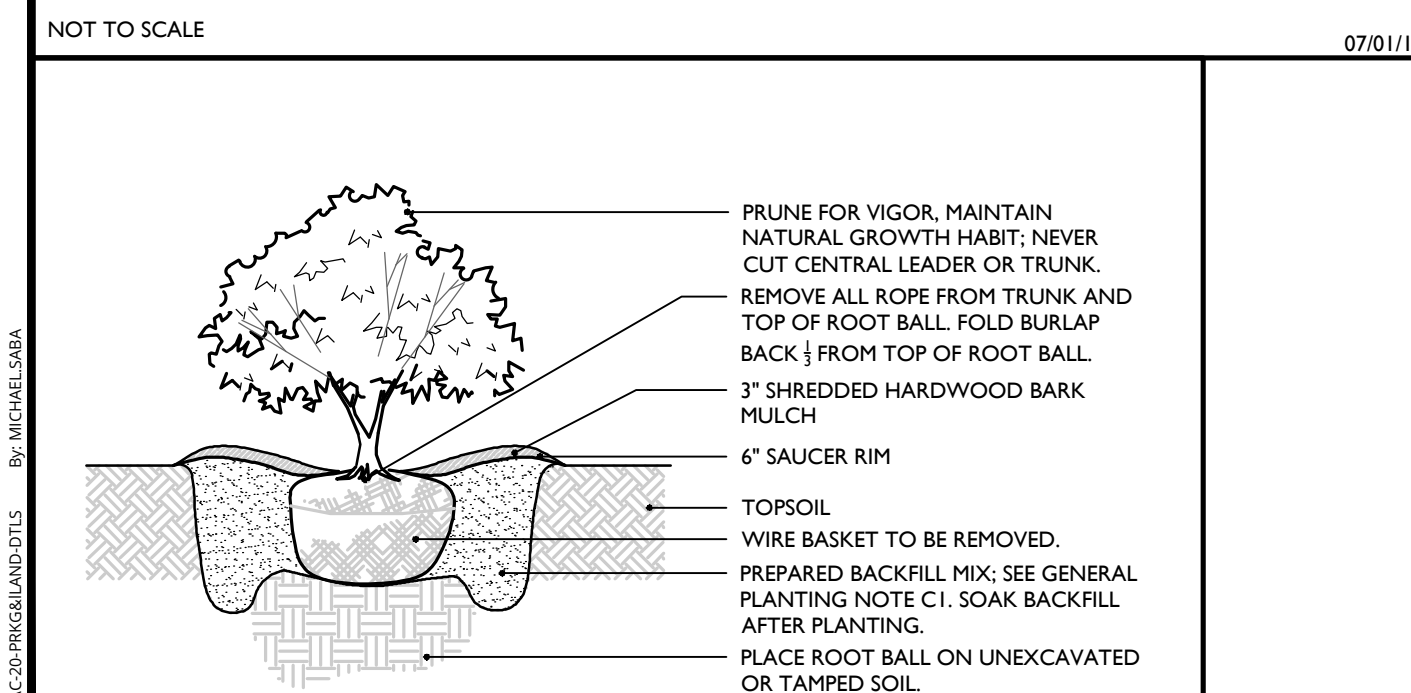 NOT TO SCALE
07/01/1
PRUNE FOR VIGOR, MAINTAIN
NATURAL GROWTH HABIT; NEVER
CUT CENTRAL LEADER OR TRUNK.
REMOVE ALL ROPE FROM TRUNK AND
TOP OF ROOT BALL. FOLD BURLAP
BACK 1/3 FROM TOP OF ROOT BALL.
3" SHREDDED HARDWOOD BARK
MULCH
6" SAUCER RIM
TOPSOIL
WIRE BASKET TO BE REMOVED.
PREPARED BACKFILL MIX; SEE GENERAL
PLANTING NOTE C1. SOAK BACKFILL
AFTER PLANTING.
PLACE ROOT BALL ON UNEXCAVATED
OR TAMPED SOIL.
C-20-PRKG&ILAND-DTLS By: MICHAEL.SABA